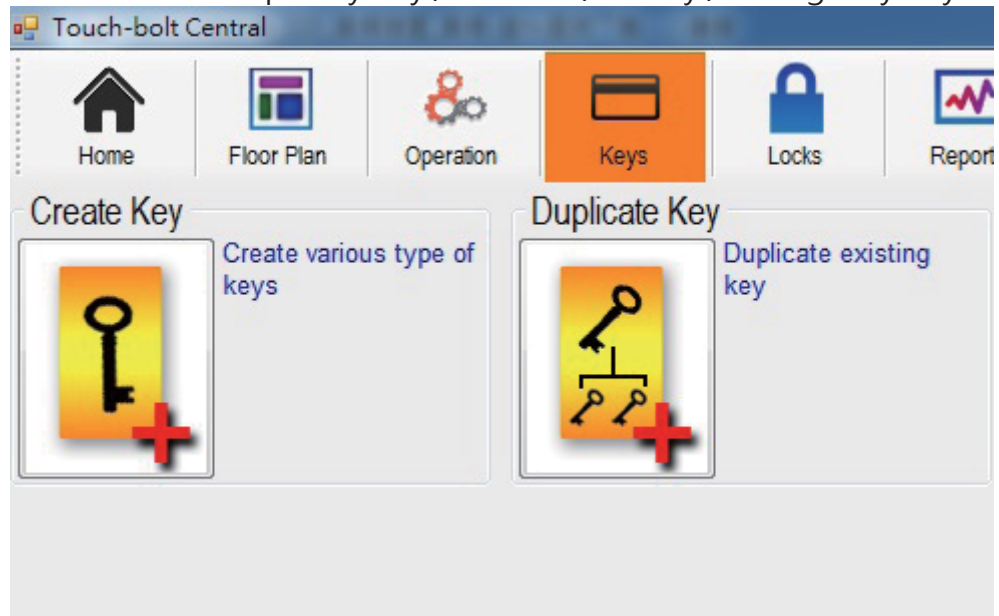 Touch-bolt Central
Home
Floor Plan
Operation
Keys
Locks
Report
Create Key
Create various type of
keys
Duplicate Key
Duplicate existing
key